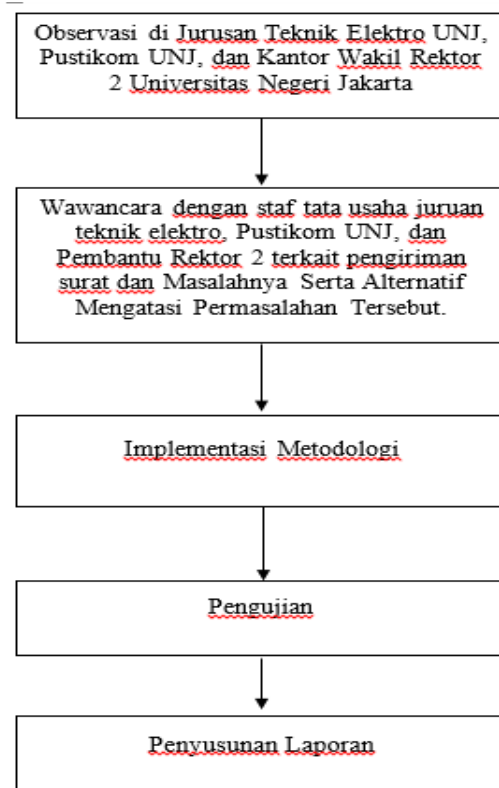 Observasi di Jurusan Teknik Elektro UNJ,
Pustikom UNJ, dan Kantor Wakil Rektor
2 Universitas Negeri Jakarta
Wawancara dengan staf tata usaha juruan
teknik elektro, Pustikom UNJ, dan
Pembantu Rektor 2 terkait pengiriman
surat dan Masalahnya Serta Alternatif
Mengatasi Permasalahan Tersebut.
Implementasi Metodologi
Pengujian
Penyusunan Laporan